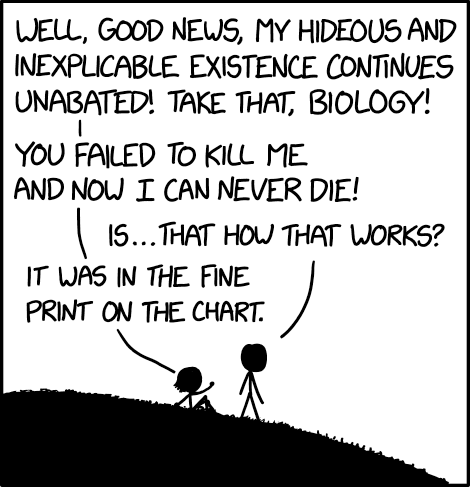 WELL, GOOD NEWS, MY HIDEOUS AND
INEXPLICABLE EXISTENCE CONTINUES
UNABATED! TAKE THAT, BIOLOGY!
YOU FAILED TO KILL ME
AND NOW I CAN NEVER DIE!
IS...THAT HOW THAT WORKS?
IT WAS IN THE FINE
PRINT ON THE CHART.